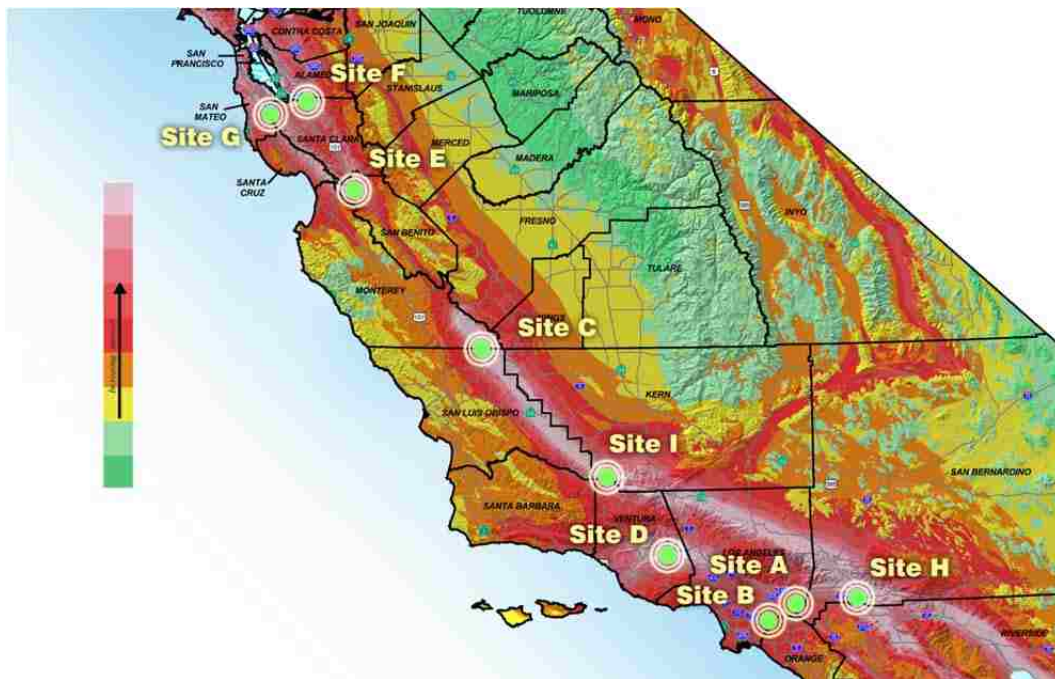 TUOLUMNE
MONO
SAN JOAQUIN
CONTRA COSTA
SAN
FRANCISCO
ALAMEDA
Site F
STANISLAUS
MARIPOSA
SAN
MATEO
Site G
SANTA CLARA
MERCED
Site E
MADERA
SANTA
CRUZ
INYO
FRESNO
SAN BENITO
TULARE
MONTEREY
KINGS
Site C
KERN
SAN LUIS OBISPO
Site I
SAN BERNARDINO
SANTA BARBARA
VENTURA
Site D
LOS ANGELES
Site A
Site H
Site B
RIVERSIDE
ORANGE